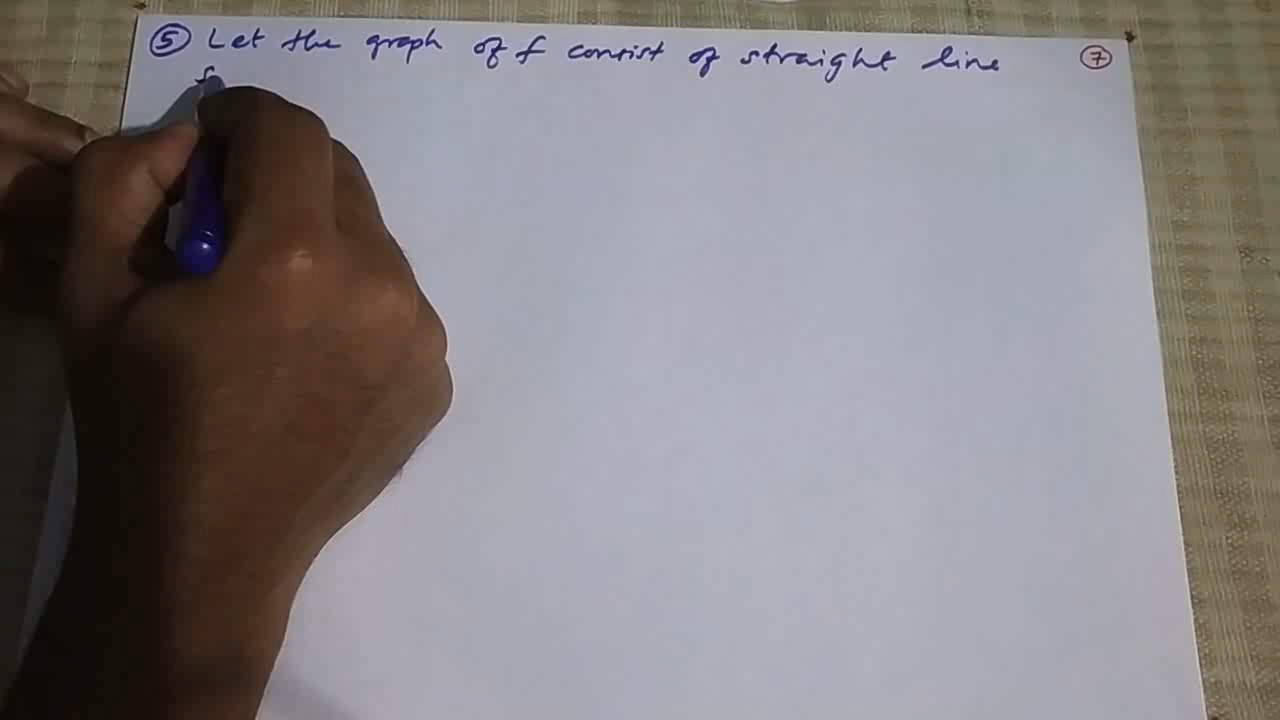 ⑤ Let the graph of f consist of straight line ⑦